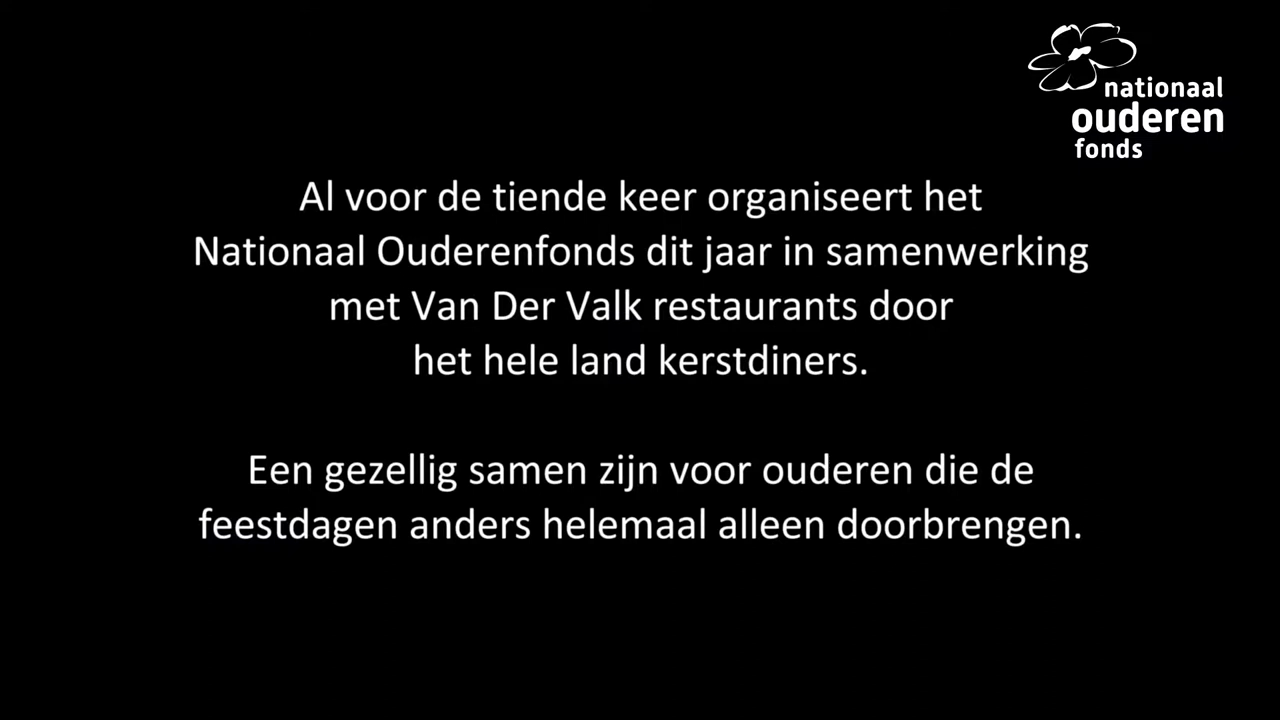 nationaal
ouderen
fonds
Al voor de tiende keer organiseert het
Nationaal Ouderenfonds dit jaar in samenwerking
met Van Der Valk restaurants door
het hele land kerstdiners.
Een gezellig samen zijn voor ouderen die de
feestdagen anders helemaal alleen doorbrengen.